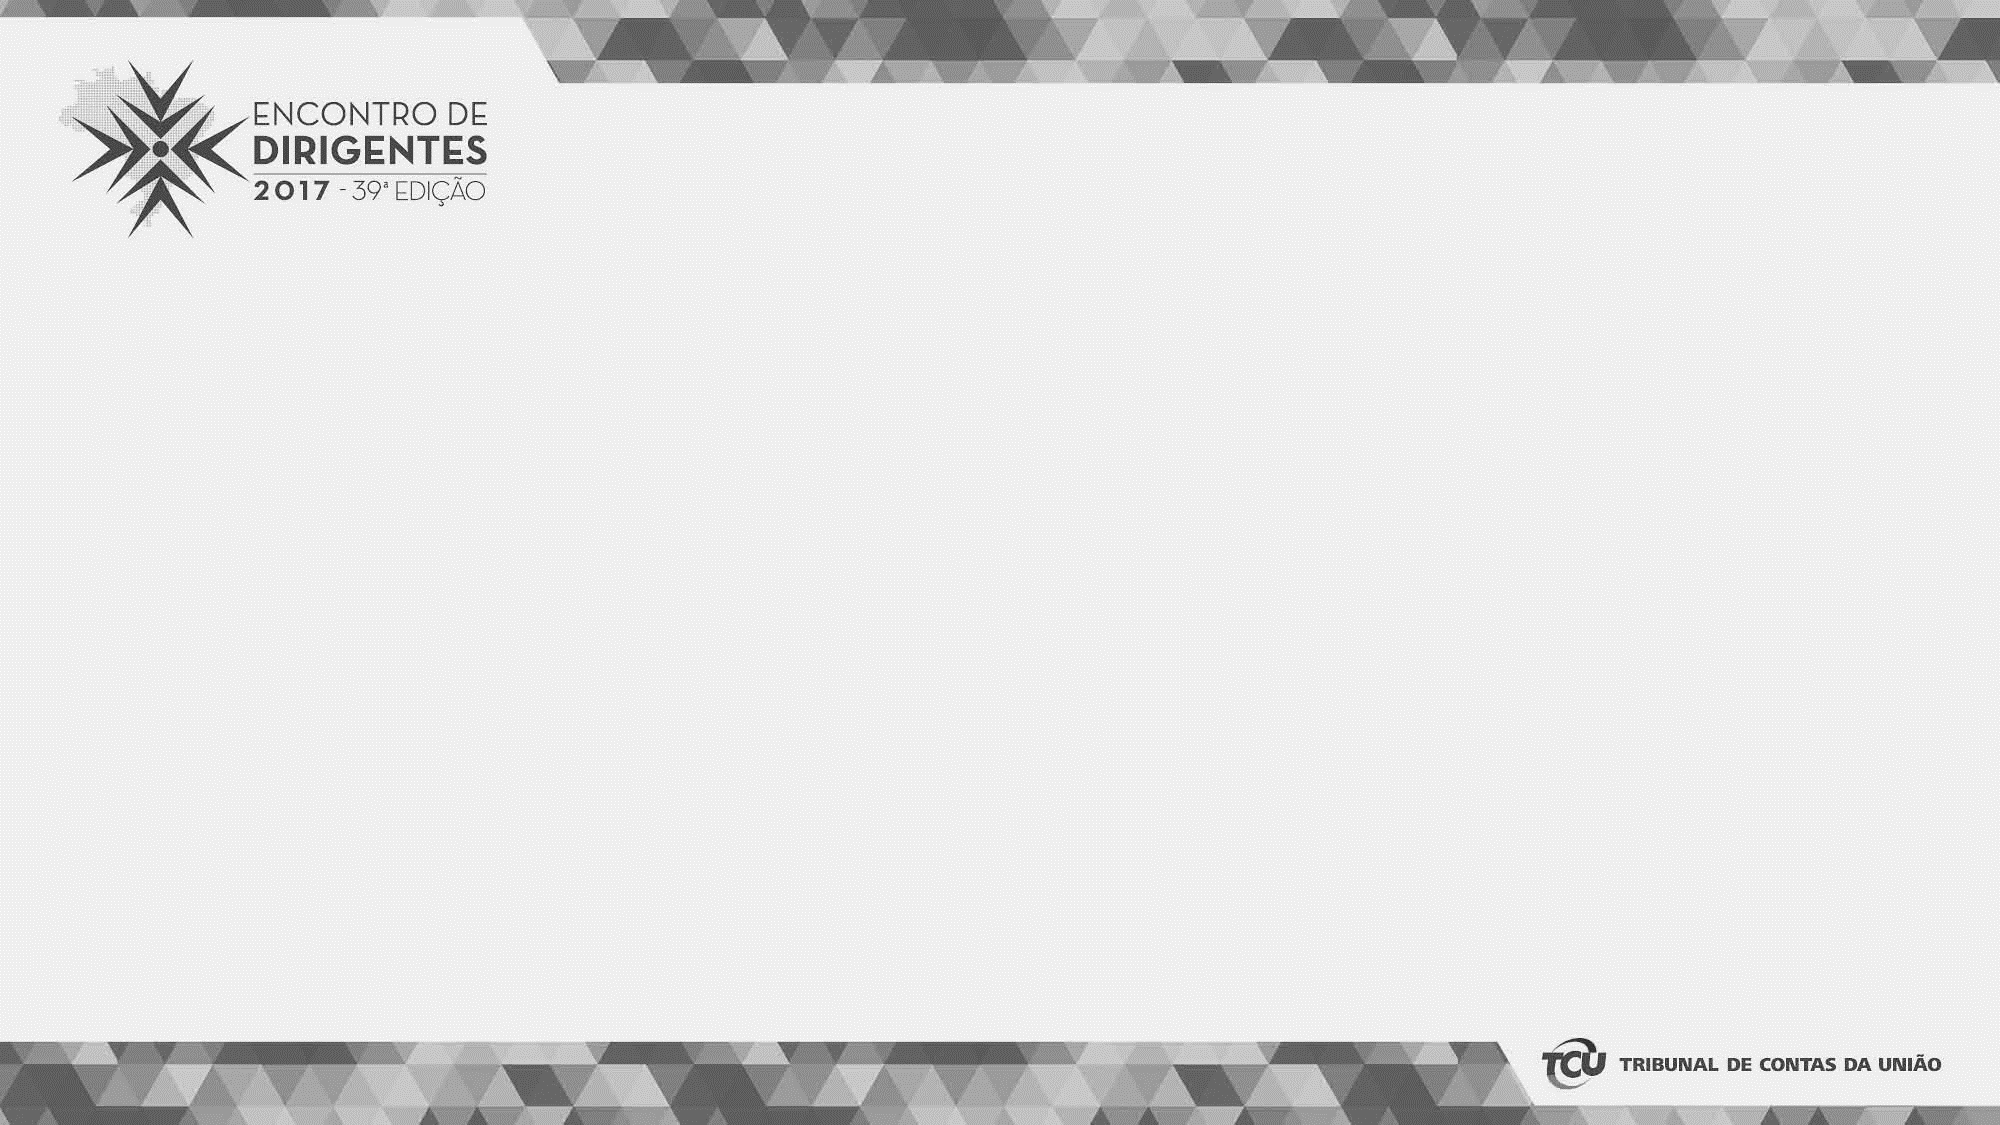 ENCONTRO DE
DIRIGENTES
2017 - 39ª EDIÇÃO
TCU TRIBUNAL DE CONTAS DA UNIÃO